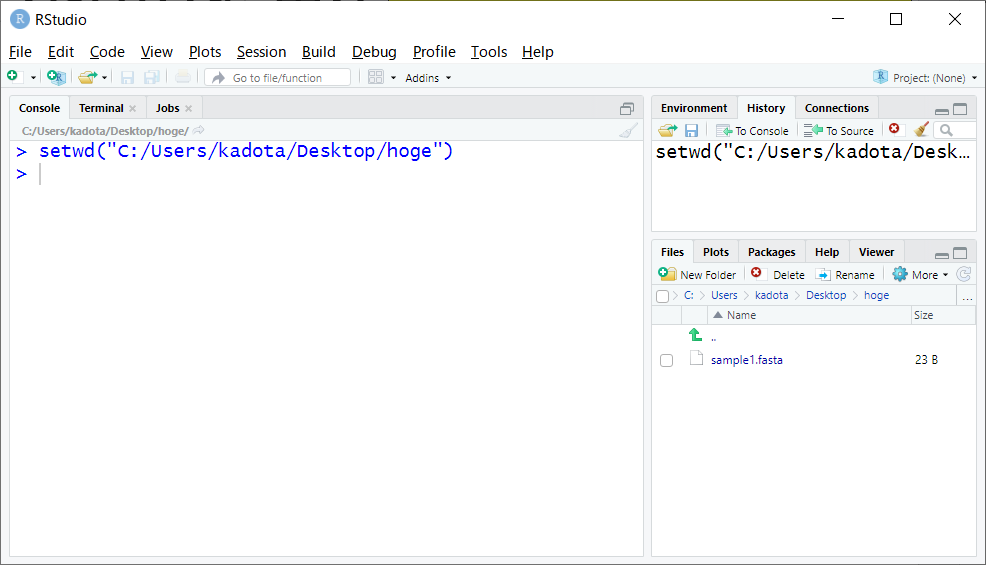 RStudio
File Edit Code View Plots Session Build Debug Profile Tools Help
Go to file/function Addins Project: (None)
Console Terminal Jobs
C:/Users/kadota/Desktop/hoge/
> setwd("C:/Users/kadota/Desktop/hoge")
>
Environment History Connections
To Console To Source
setwd("C:/Users/kadota/Desk…
Files Plots Packages Help Viewer
New Folder Delete Rename More
C: Users kadota Desktop hoge ...
Name Size
..
sample1.fasta 23 B